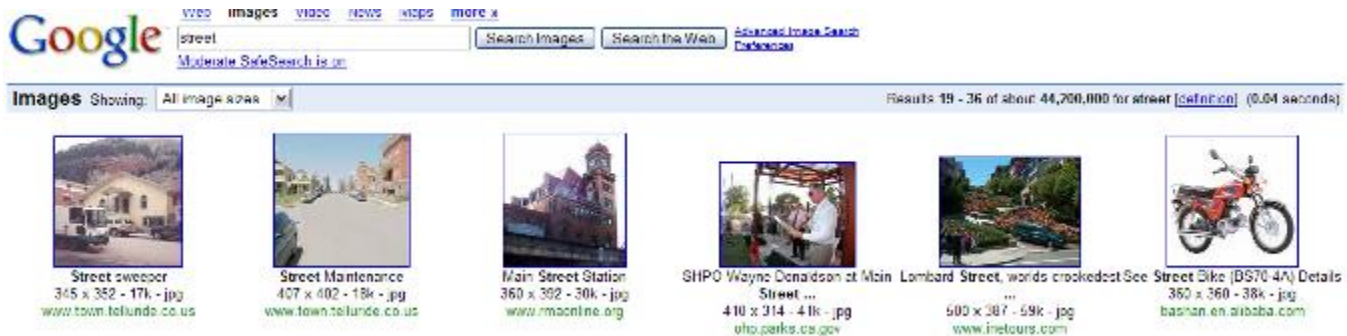 Web Images Video News Maps more »
Google street Search Images Search the Web Advanced Image Search
Preferences
Moderate SafeSearch is on
Images Showing: All image sizes Results 19 - 36 of about 44,200,000 for street [definition] (0.04 seconds)
Street sweeper
345 x 352 - 17k - jpg
www.town.telluride.co.us
Street Maintenance
407 x 402 - 18k - jpg
www.town.telluride.co.us
Main Street Station
360 x 392 - 30k - jpg
www.rmaonline.org
SHPO Wayne Donaldson at Main
Street ...
410 x 314 - 41k - jpg
ohp.parks.ca.gov
Lombard Street, worlds crookedest See
...
500 x 387 - 59k - jpg
www.inetours.com
Street Bike (BS70-4A) Details
360 x 360 - 38k - jpg
bashan.en.alibaba.com